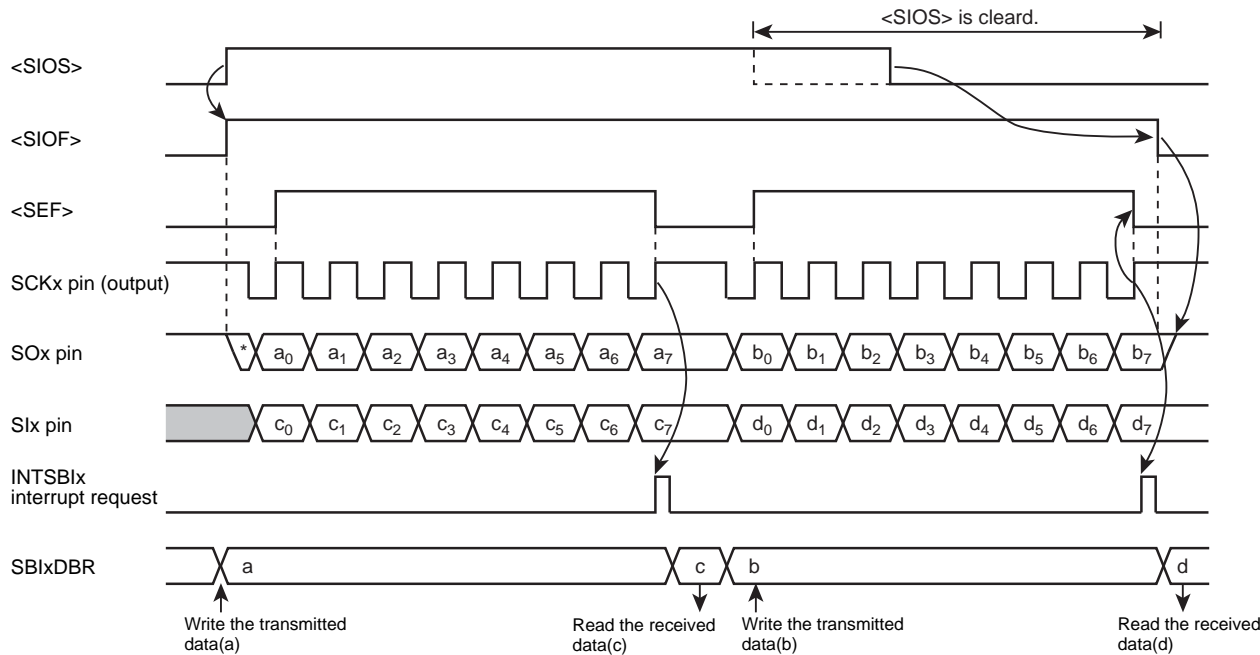 <SIOS> is cleard.
<SIOS>
<SIOF>
<SEF>
SCKx pin (output)
SOx pin
* a0 a1 a2 a3 a4 a5 a6 a7 b0 b1 b2 b3 b4 b5 b6 b7
SIx pin
c0 c1 c2 c3 c4 c5 c6 c7 d0 d1 d2 d3 d4 d5 d6 d7
INTSBIx
interrupt request
SBIxDBR
a c b d
Write the transmitted
data(a)
Read the received
data(c)
Write the transmitted
data(b)
Read the received
data(d)